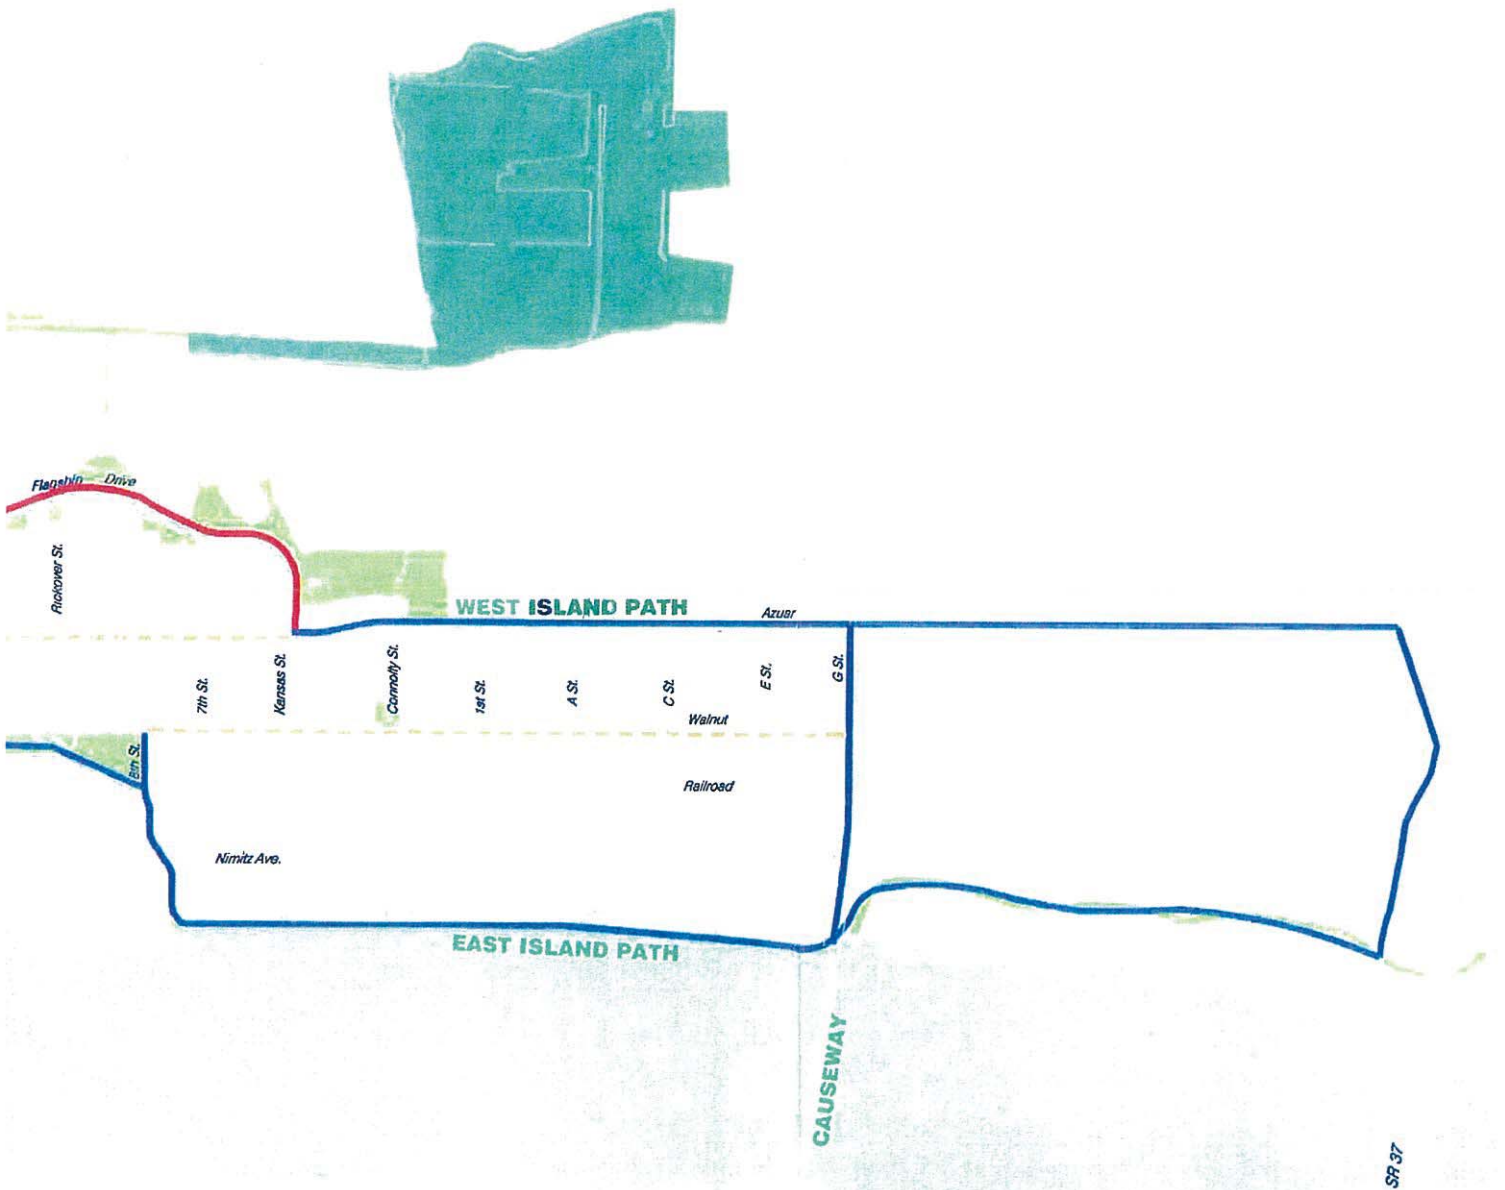 Flagship Drive
Rickover St.
WEST ISLAND PATH
Azuar
7th St.
Kansas St.
Connolly St.
1st St.
A St.
C St.
E St.
G St.
Walnut
8th St.
Railroad
Nimitz Ave.
EAST ISLAND PATH
CAUSEWAY
SR 37